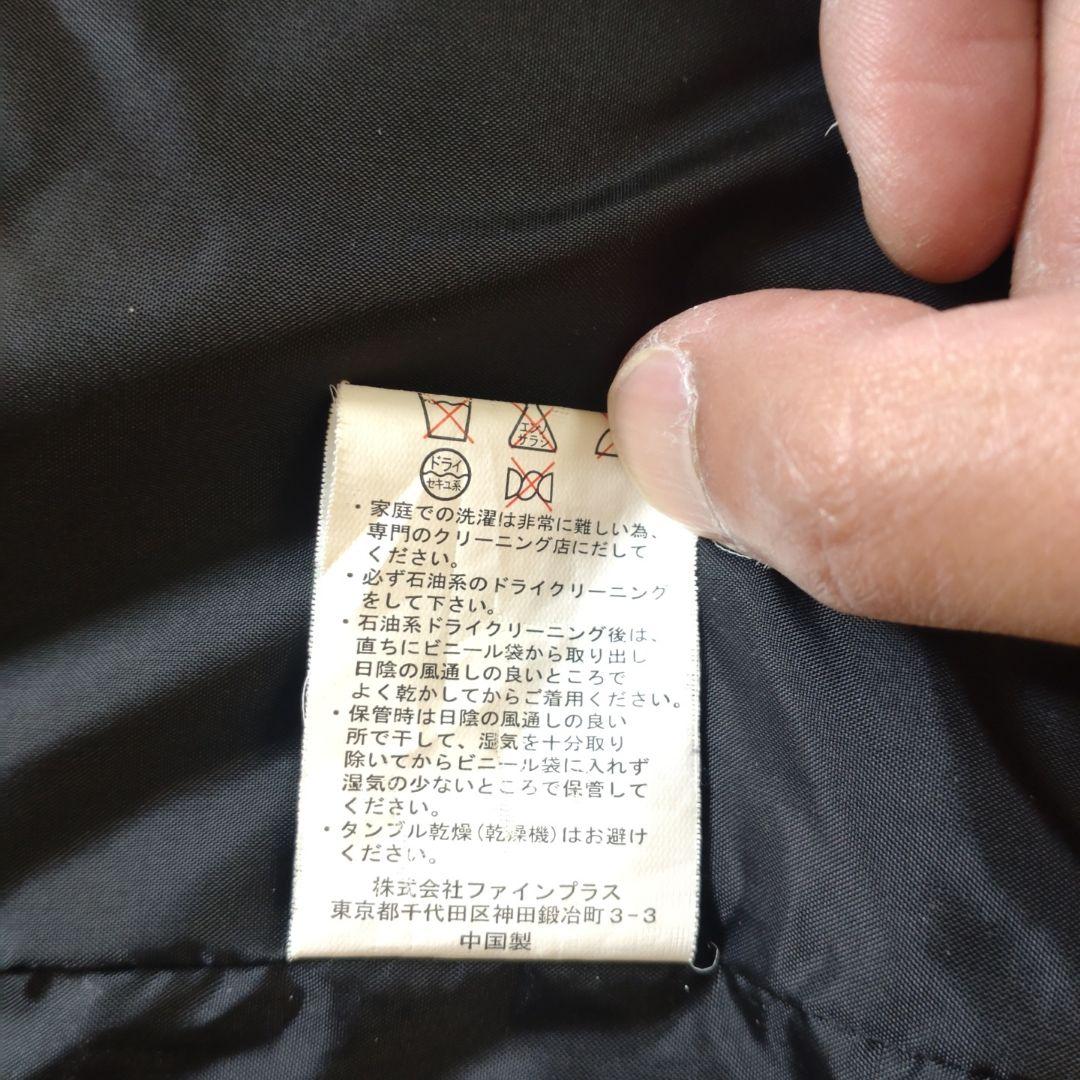 エンソ
サラシ
ドライ
セキユ系
・家庭での洗濯は非常に難しい為、
専門のクリーニング店にだして
ください。
・必ず石油系のドライクリーニング
をして下さい。
・石油系ドライクリーニング後は、
直ちにビニール袋から取り出し
日陰の風通しの良いところで
よく乾かしてからご着用ください。
・保管時は日陰の風通しの良い
所で干して、湿気を十分取り
除いてからビニール袋に入れず
湿気の少ないところで保管して
ください。
・タンブル乾燥(乾燥機)はお避け
ください。
株式会社ファインプラス
東京都千代田区神田鍛冶町3-3
中国製